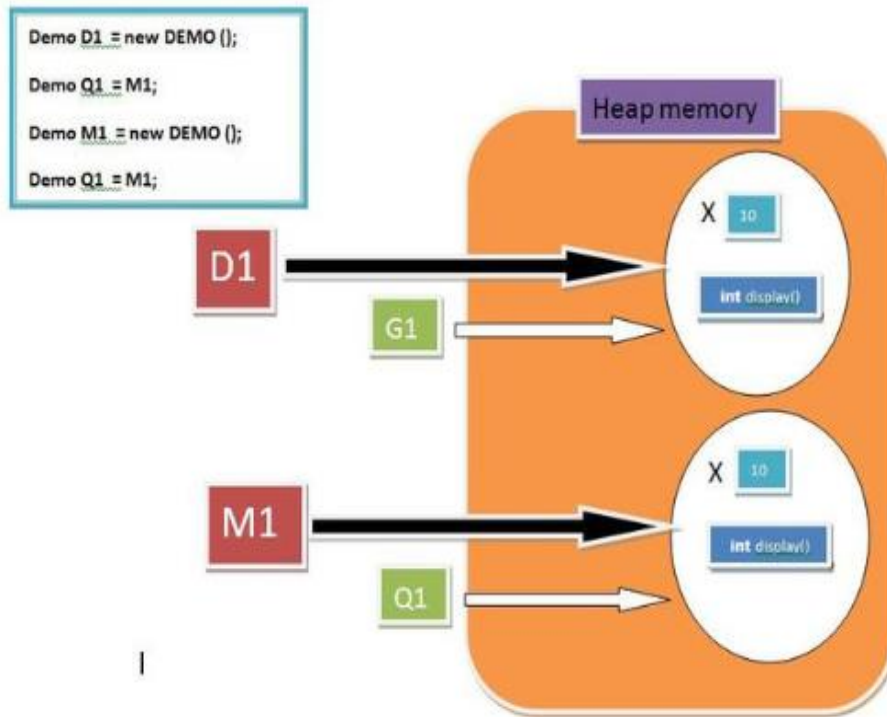 Demo D1 = new DEMO ();
Demo Q1 = M1;
Demo M1 = new DEMO ();
Demo Q1 = M1;
Heap memory
X 10
D1
int display()
G1
X 10
M1
int display()
Q1